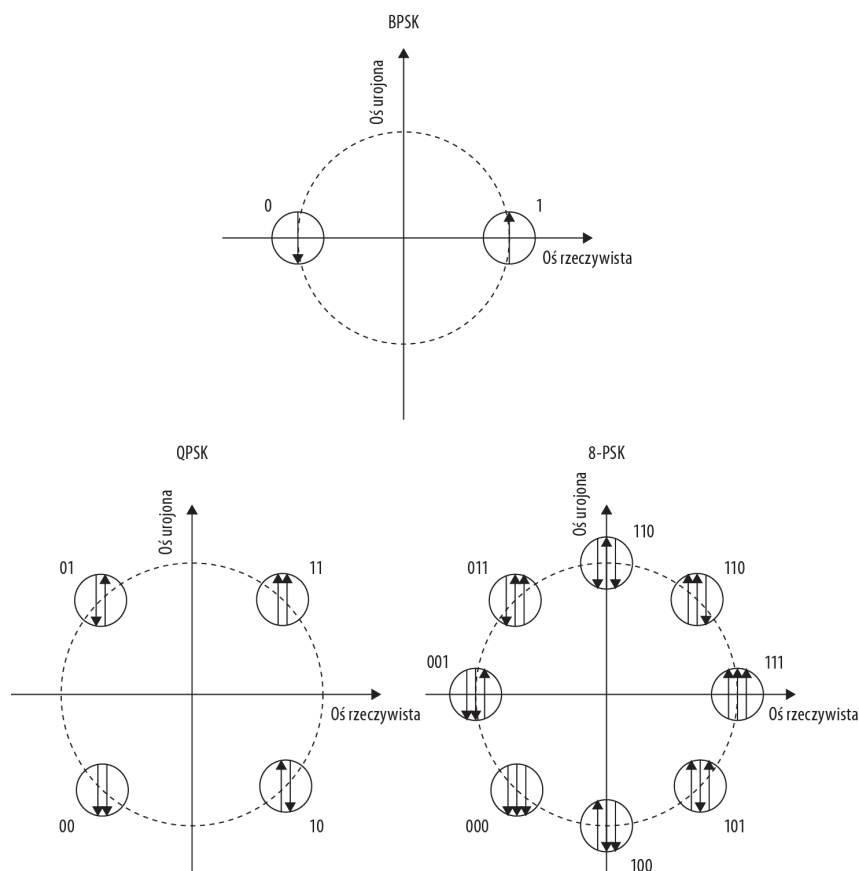 BPSK
Oś urojona
0
1
Oś rzeczywista
QPSK
Oś urojona
01
11
Oś rzeczywista
00
10
8-PSK
Oś urojona
110
011
110
001
111
Oś rzeczywista
000
101
100